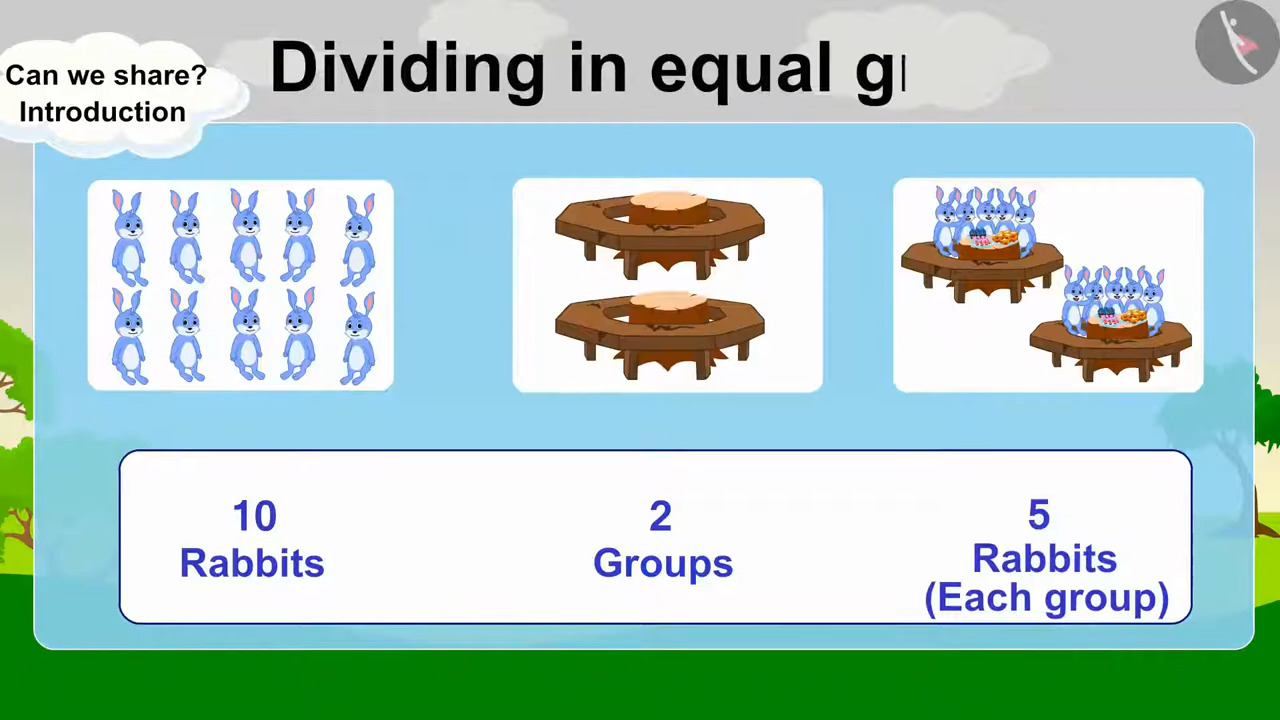 Can we share?
Introduction
Dividing in equal
10
Rabbits
2
Groups
5
Rabbits
(Each group)